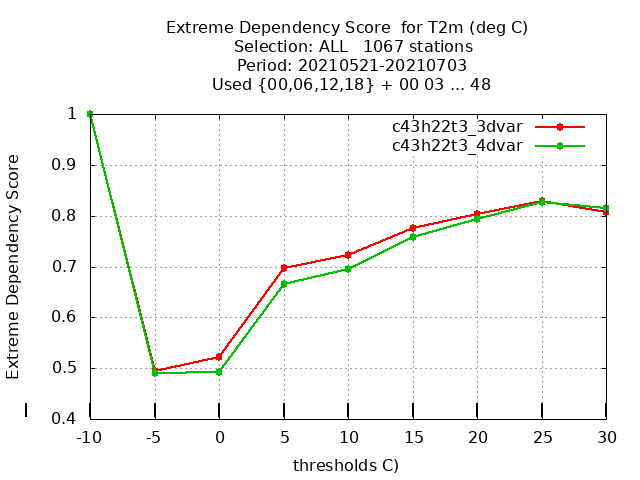 Extreme Dependency Score  for T2m (deg C)
Selection: ALL   1067 stations
Period: 20210521-20210703
Used {00,06,12,18} + 00 03 ... 48
c43h22t3_3dvar
c43h22t3_4dvar
Extreme Dependency Score
1
0.9
0.8
0.7
0.6
0.5
0.4
-10 -5 0 5 10 15 20 25 30
thresholds C)